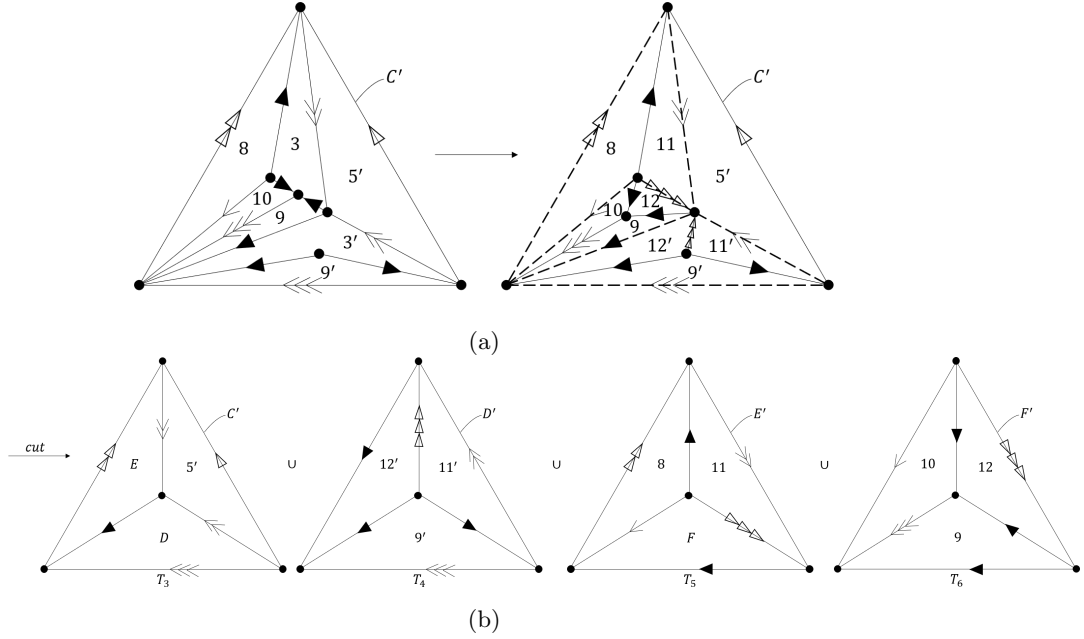 C′ C′
8 3 5′ 8 11 5′
10 9 3′ 9′ 10 12 9 12′ 11′ 9′
(a)
cut
C′ D′ E′ F′
E 5′ ∪ 12′ 11′ ∪ 8 11 ∪ 10 12
D 9′ F 9
T₃ T₄ T₅ T₆
(b)